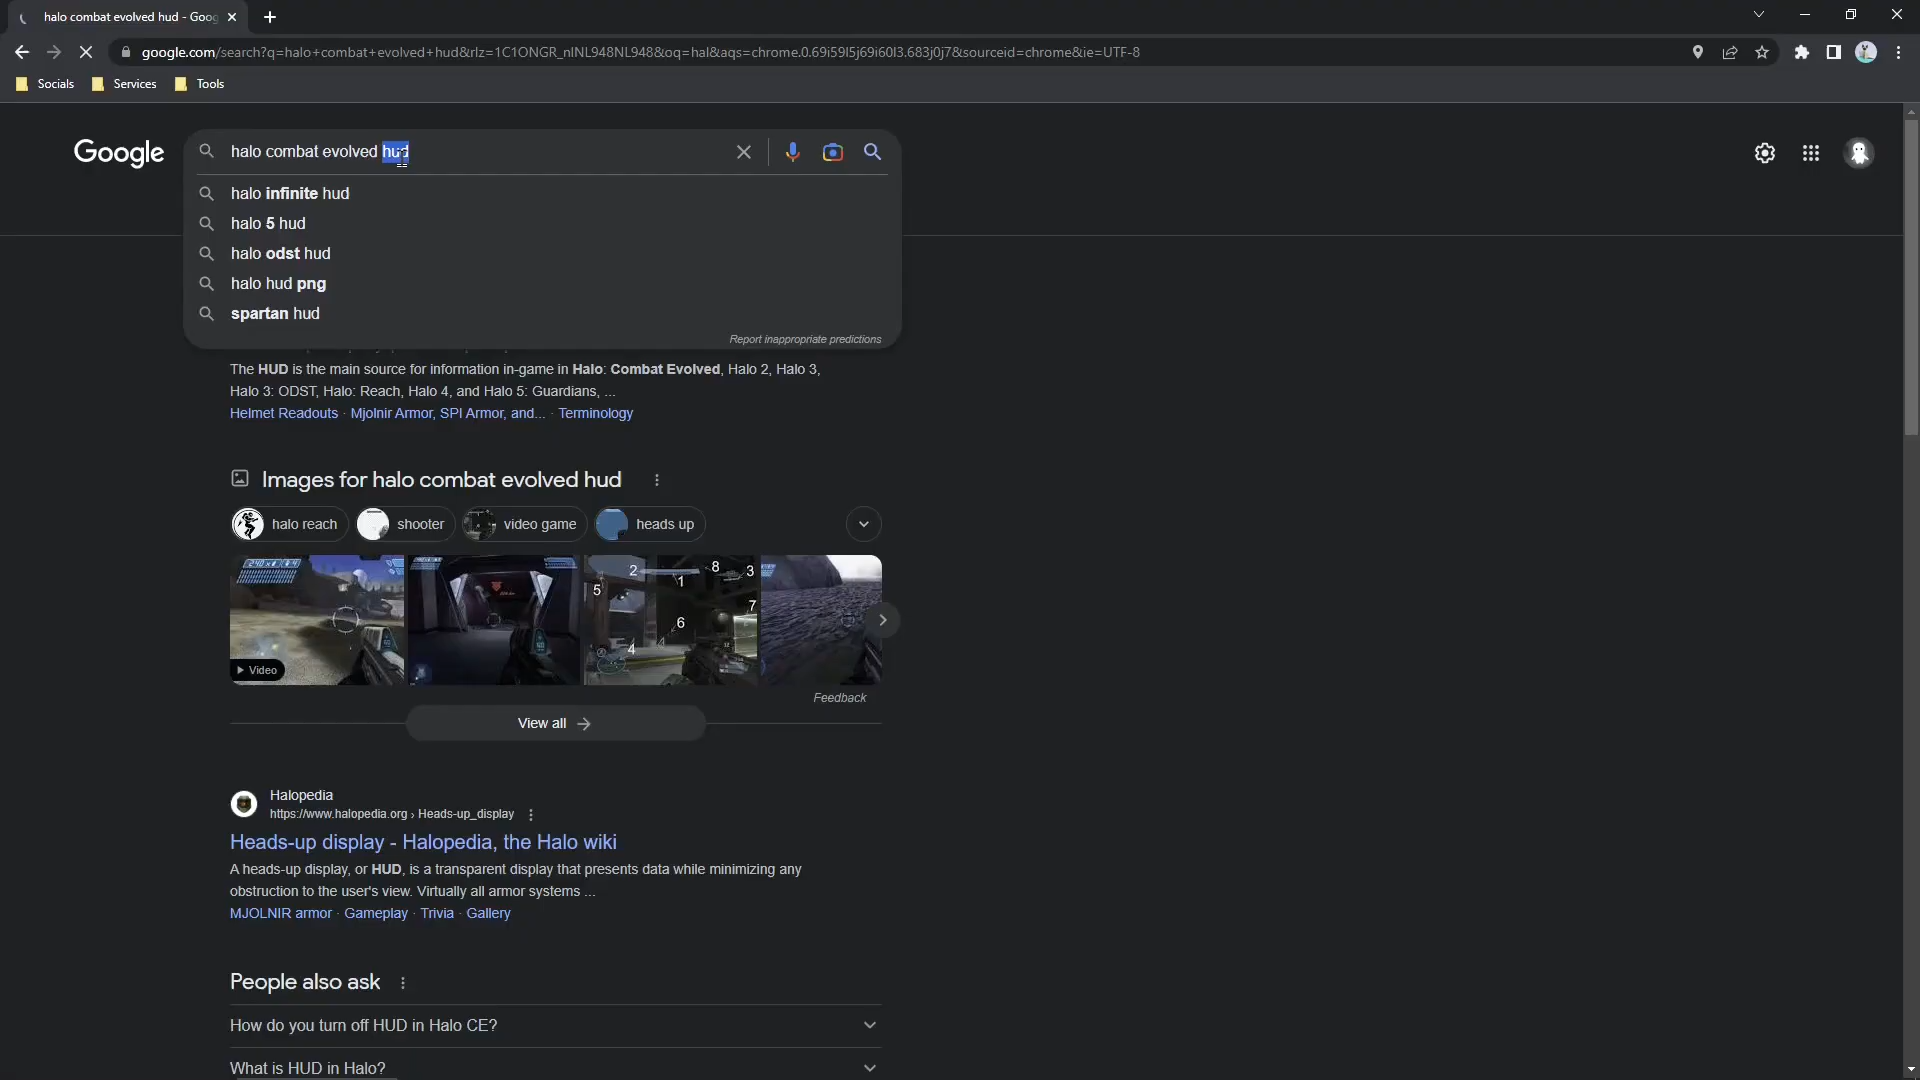 halo combat evolved hud - Goog
google.com/search?q=halo+combat+evolved+hud&rlz=1C1ONGR_nlNL948NL948&oq=hal&aqs=chrome.0.69i59l5j69i60l3.683j0j7&sourceid=chrome&ie=UTF-8
Socials
Services
Tools
Google
halo combat evolved hud
halo infinite hud
halo 5 hud
halo odst hud
halo hud png
spartan hud
Report inappropriate predictions
The HUD is the main source for information in-game in Halo: Combat Evolved, Halo 2, Halo 3,
Halo 3: ODST, Halo: Reach, Halo 4, and Halo 5: Guardians, ...
Helmet Readouts · Mjolnir Armor, SPI Armor, and... · Terminology
Images for halo combat evolved hud
halo reach
shooter
video game
heads up
240
2
1
8
3
5
7
6
4
Video
Feedback
View all
Halopedia
https://www.halopedia.org › Heads-up_display
Heads-up display - Halopedia, the Halo wiki
A heads-up display, or HUD, is a transparent display that presents data while minimizing any
obstruction to the user's view. Virtually all armor systems ...
MJOLNIR armor · Gameplay · Trivia · Gallery
People also ask
How do you turn off HUD in Halo CE?
What is HUD in Halo?